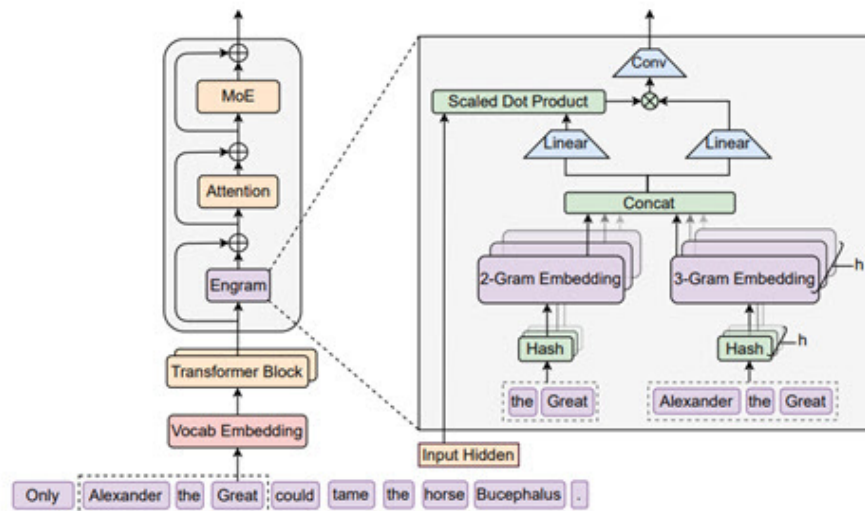 MoE
Attention
Engram
Transformer Block
Vocab Embedding
Only Alexander the Great could tame the horse Bucephalus .
Conv
Scaled Dot Product
Linear Linear
Concat
2-Gram Embedding 3-Gram Embedding h
Hash Hash h
the Great Alexander the Great
Input Hidden